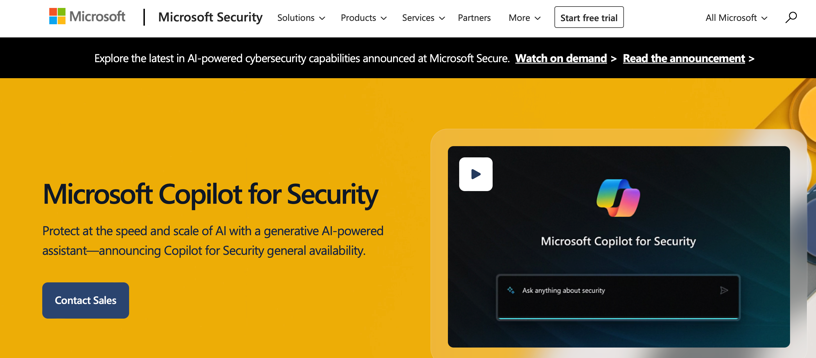 Microsoft
Microsoft Security
Solutions
Products
Services
Partners
More
Start free trial
All Microsoft
Explore the latest in AI-powered cybersecurity capabilities announced at Microsoft Secure. Watch on demand > Read the announcement >
Microsoft Copilot for Security
Protect at the speed and scale of AI with a generative AI-powered
assistant—announcing Copilot for Security general availability.
Contact Sales
Microsoft Copilot for Security
Ask anything about security